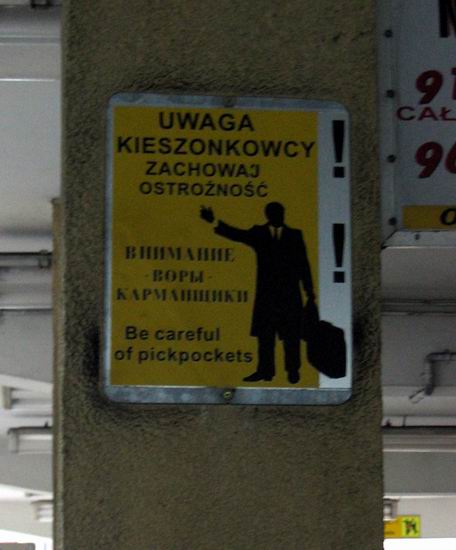 UWAGA
KIESZONKOWCY
ZACHOWAJ
OSTROŻNOŚĆ
!
!
ВНИМАНИЕ
-ВОРЫ-
КАРМАНЩИКИ
Be careful
of pickpockets